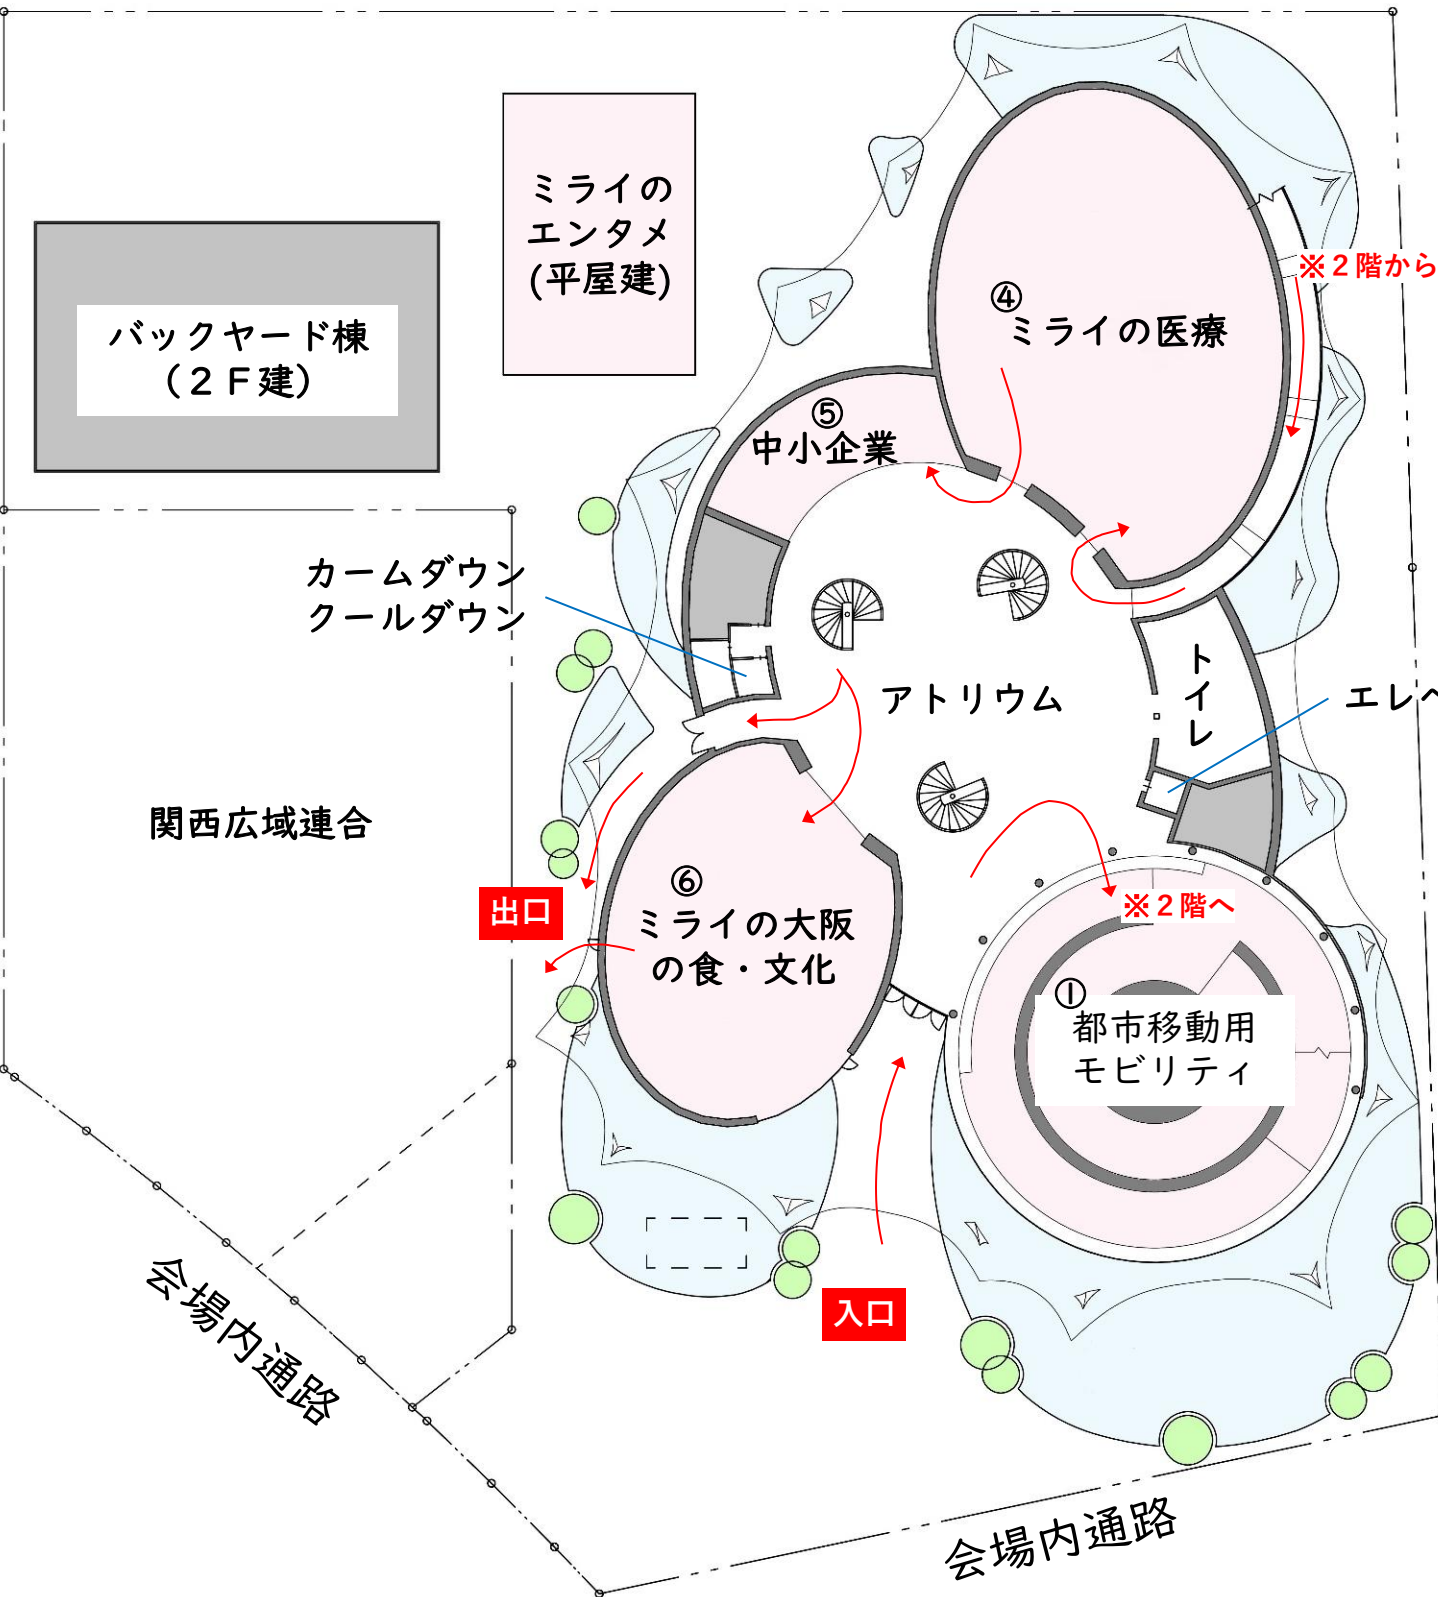 ミライの
エンタメ
(平屋建)
バックヤード棟
(２Ｆ建)
※２階から
④
ミライの医療
⑤
中小企業
カームダウン
クールダウン
アトリウム
トイレ
エレ
関西広域連合
⑥
ミライの大阪
の食・文化
出口
※２階へ
①
都市移動用
モビリティ
入口
会場内通路
会場内通路